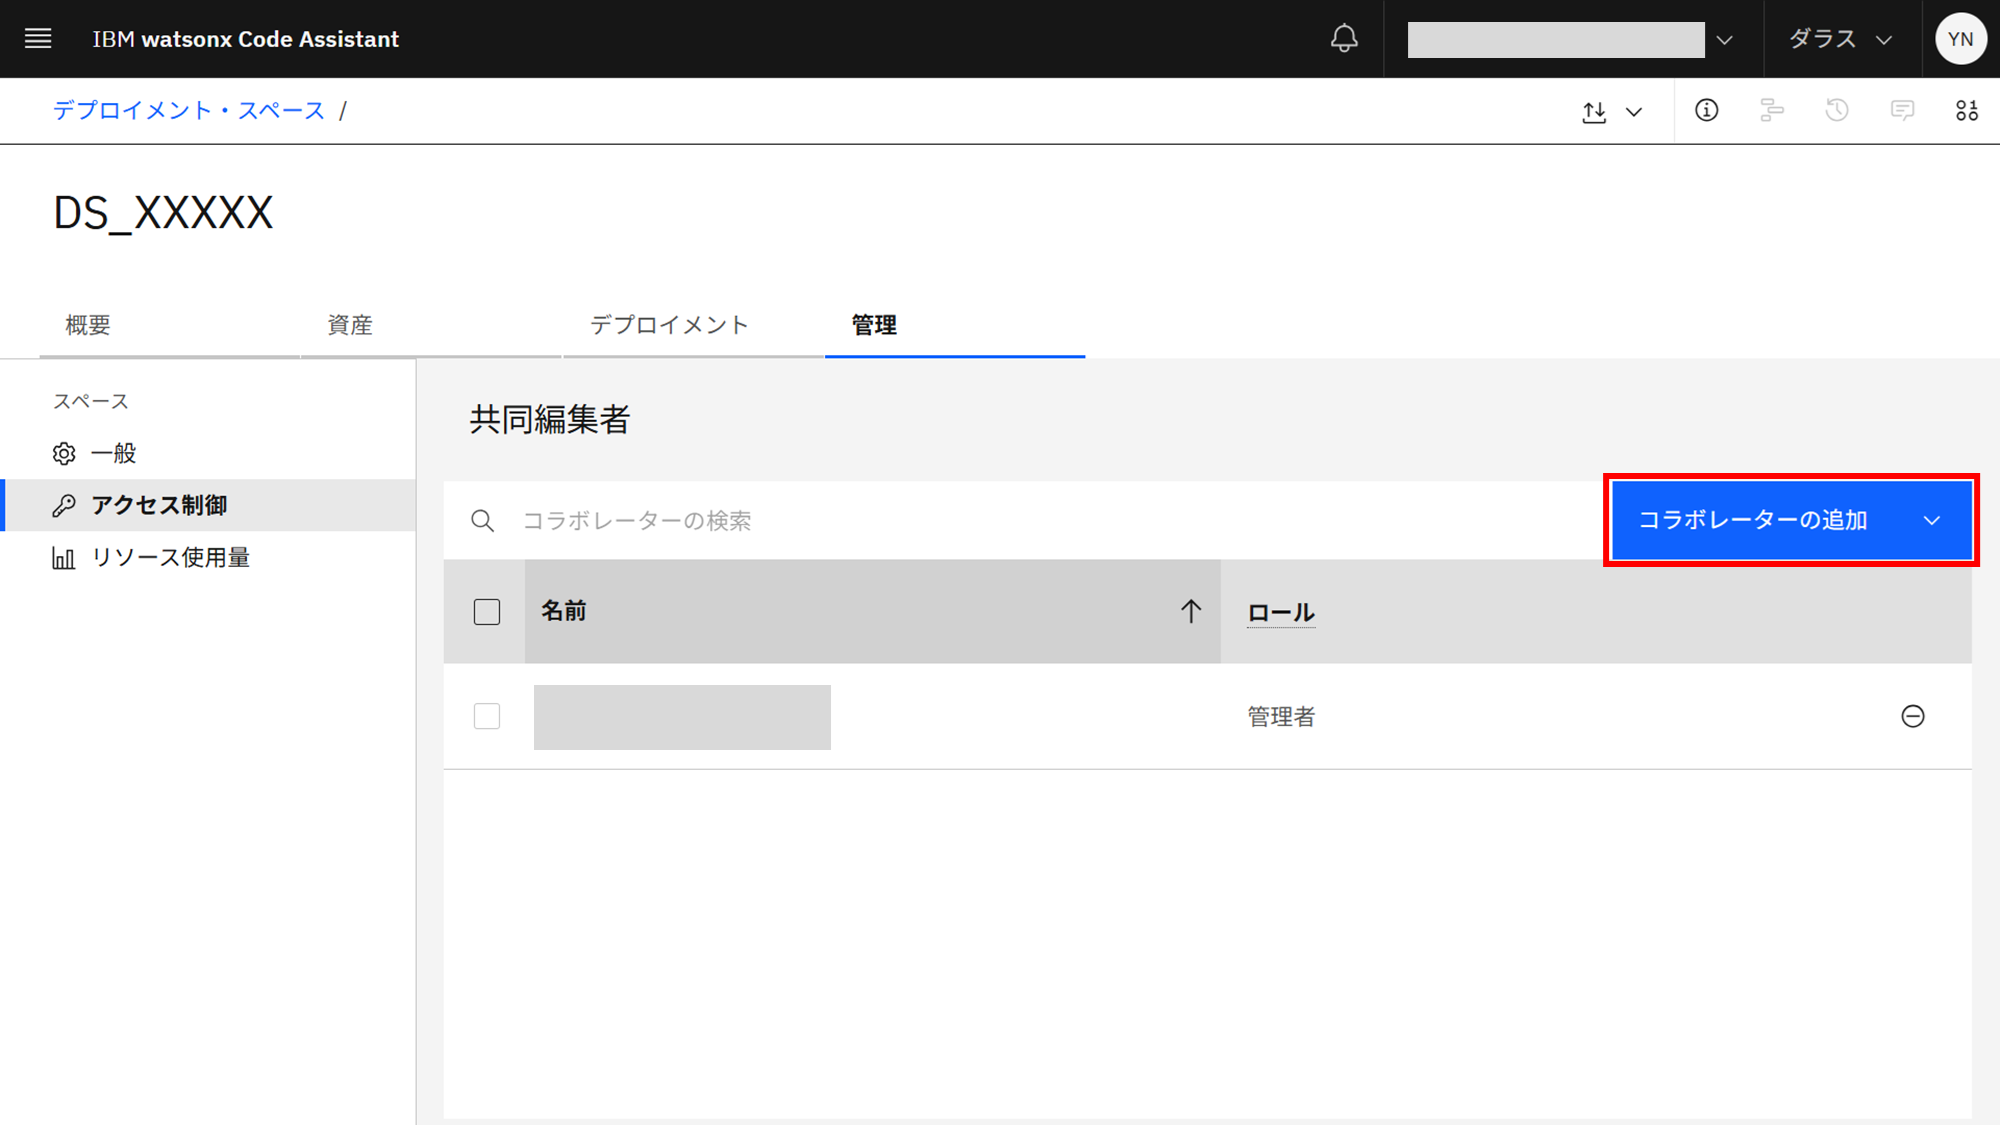 IBM watsonx Code Assistant
ダラス
YN
デプロイメント・スペース /
DS_XXXXX
概要
資産
デプロイメント
管理
スペース
一般
アクセス制御
リソース使用量
共同編集者
コラボレーターの検索
コラボレーターの追加
名前
ロール
管理者